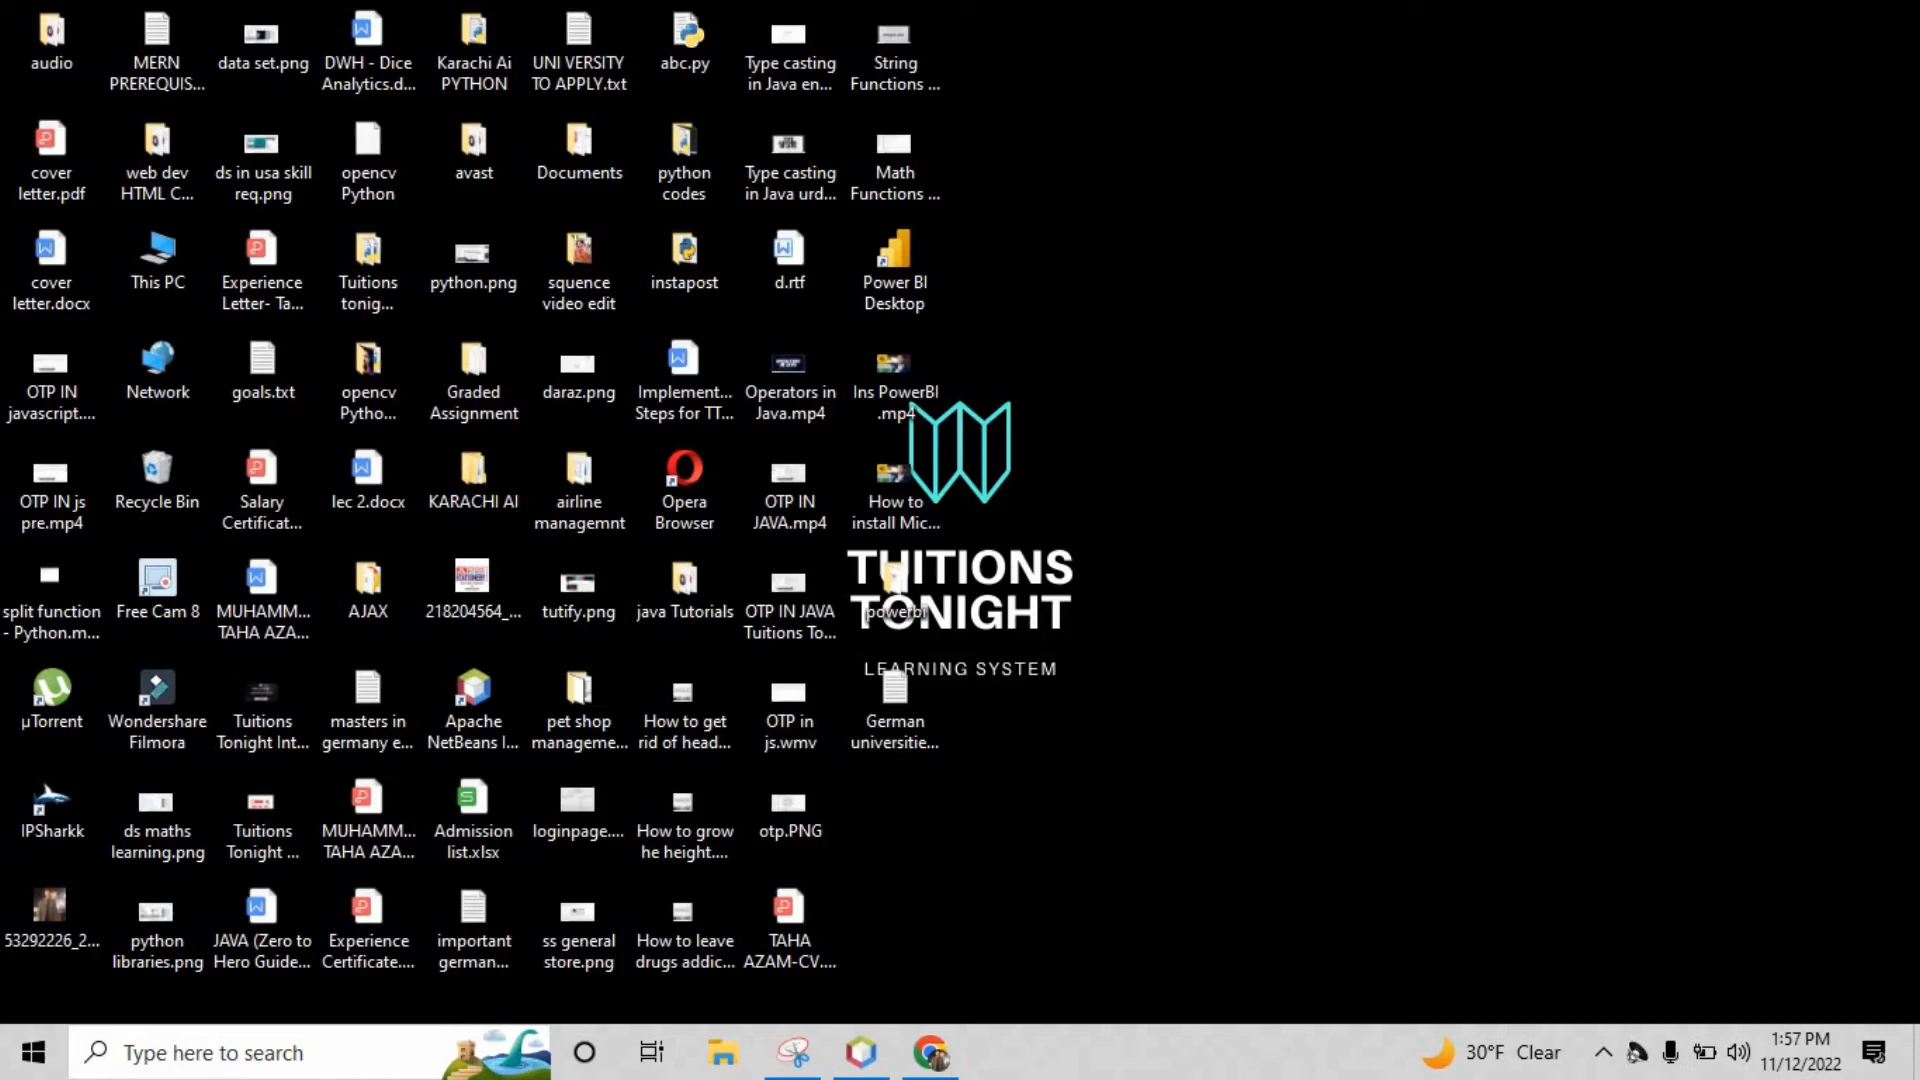 audio
MERN
PREREQUIS...
data set.png
DWH - Dice
Analytics.d...
Karachi Ai
PYTHON
UNI VERSITY
TO APPLY.txt
abc.py
Type casting
in Java en...
String
Functions ...
cover
letter.pdf
web dev
HTML C...
ds in usa skill
req.png
opencv
Python
avast
Documents
python
codes
Type casting
in Java urd...
Math
Functions ...
cover
letter.docx
This PC
Experience
Letter- Ta...
Tuitions
tonig...
python.png
squence
video edit
instapost
d.rtf
Power BI
Desktop
OTP IN
javascript....
Network
goals.txt
opencv
Pytho...
Graded
Assignment
daraz.png
Implement...
Steps for TT...
Operators in
Java.mp4
Ins PowerBI
.mp4
OTP IN js
pre.mp4
Recycle Bin
Salary
Certificat...
lec 2.docx
KARACHI AI
airline
managemnt
Opera
Browser
OTP IN
JAVA.mp4
How to
install Mic...
split function
- Python.m...
Free Cam 8
MUHAMM...
TAHA AZA...
AJAX
218204564_...
tutify.png
java Tutorials
OTP IN JAVA
Tuitions To...
powerbi
TUITIONS
TONIGHT
LEARNING SYSTEM
µTorrent
Wondershare
Filmora
Tuitions
Tonight Int...
masters in
germany e...
Apache
NetBeans I...
pet shop
manageme...
How to get
rid of head...
OTP in
js.wmv
German
universitie...
IPSharkk
ds maths
learning.png
Tuitions
Tonight ...
MUHAMM...
TAHA AZA...
Admission
list.xlsx
loginpage....
How to grow
he height....
otp.PNG
53292226_2...
python
libraries.png
JAVA (Zero to
Hero Guide...
Experience
Certificate....
important
german...
ss general
store.png
How to leave
drugs addic...
TAHA
AZAM-CV....
Type here to search
30°F Clear
1:57 PM
11/12/2022